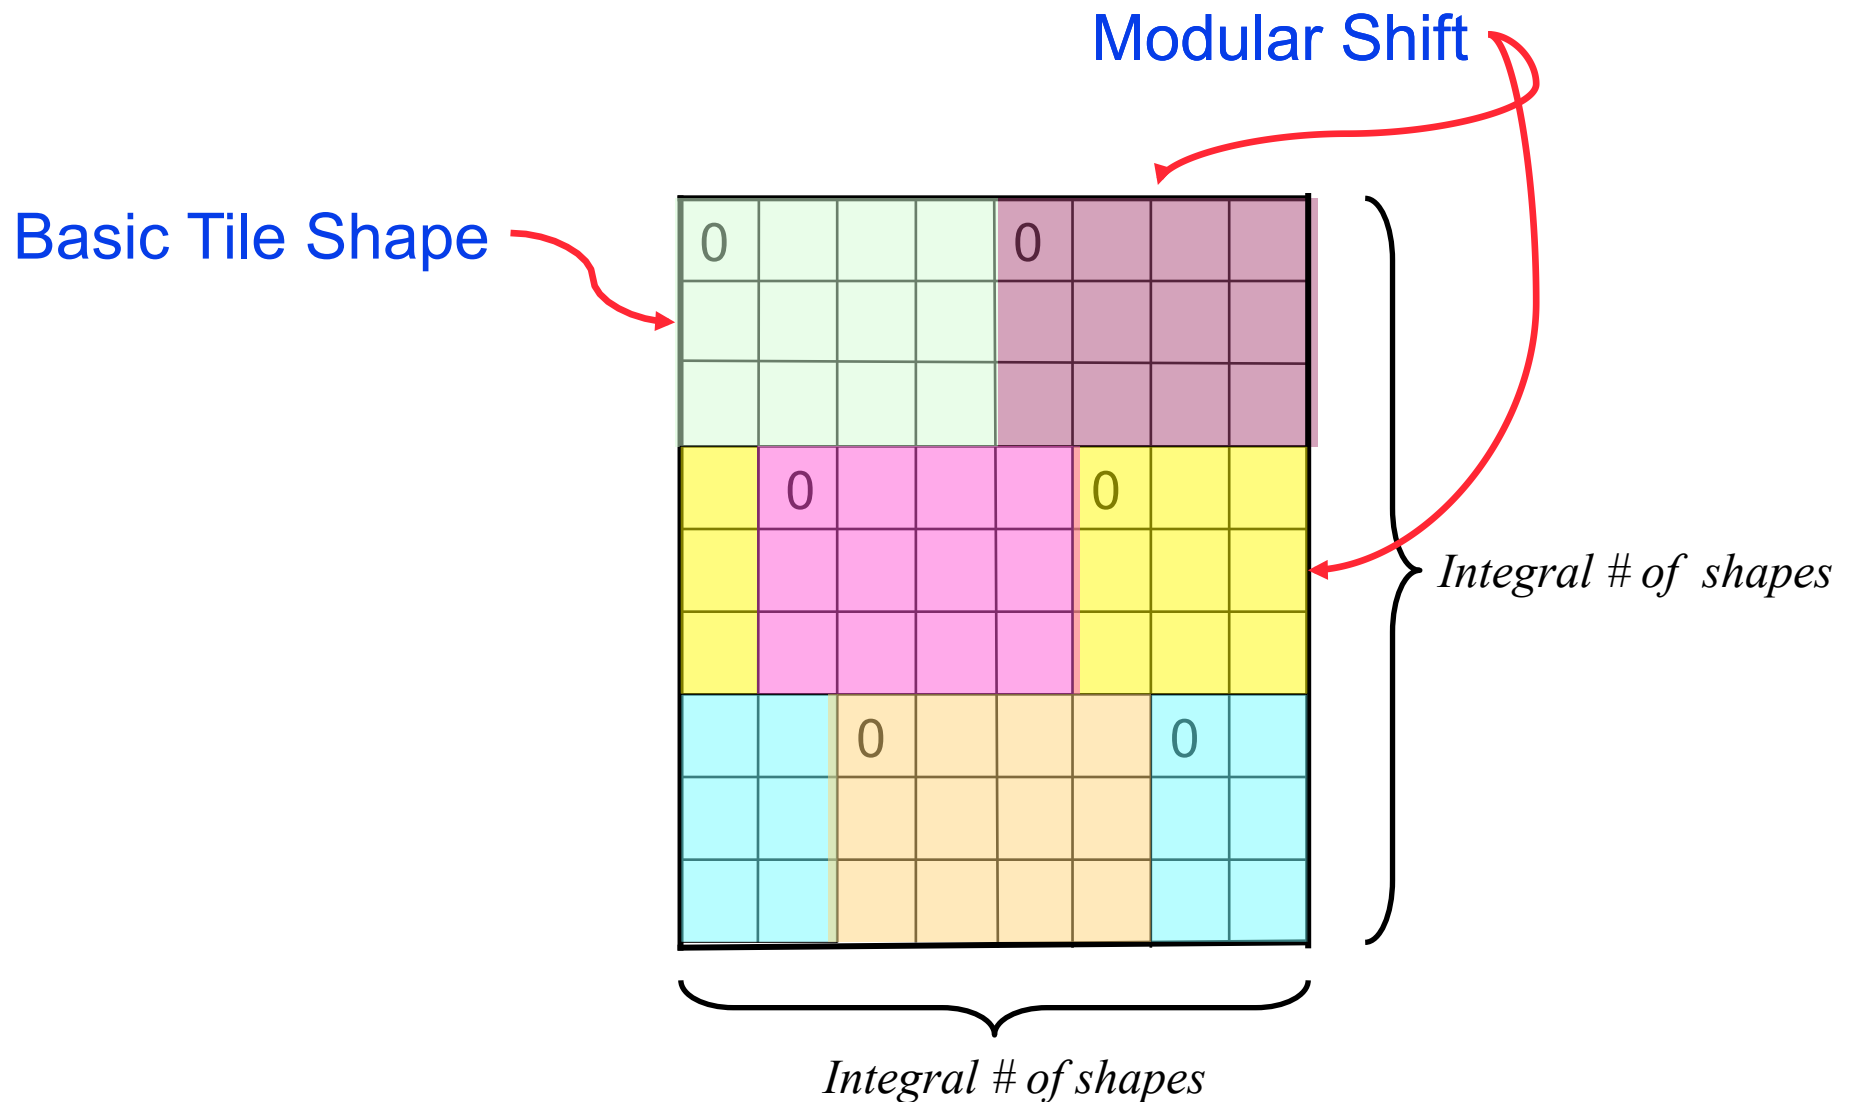 Modular Shift
Basic Tile Shape
0 0
0 0
Integral # of shapes
0 0
Integral # of shapes